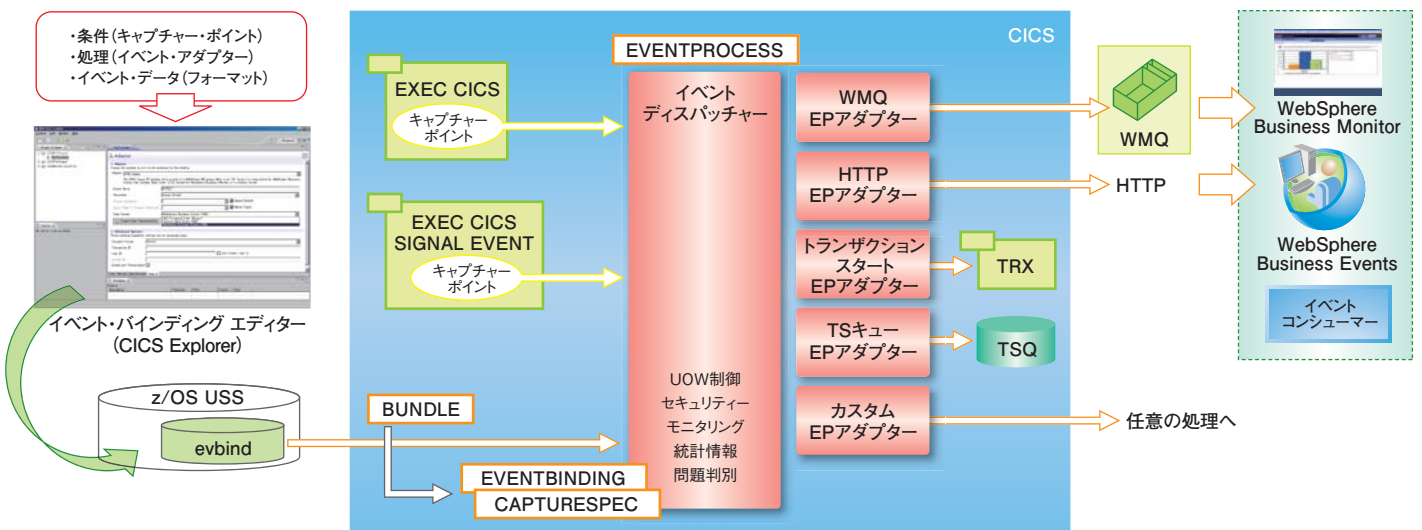 ・条件(キャプチャー・ポイント)
・処理(イベント・アダプター)
・イベント・データ(フォーマット)
イベント・バインディング エディター
(CICS Explorer)
z/OS USS
evbind
CICS
EXEC CICS
キャプチャー
ポイント
EXEC CICS
SIGNAL EVENT
キャプチャー
ポイント
BUNDLE
EVENTBINDING
CAPTURESPEC
EVENTPROCESS
イベント
ディスパッチャー
UOW制御
セキュリティー
モニタリング
統計情報
問題判別
WMQ
EPアダプター
HTTP
EPアダプター
トランザクション
スタート
EPアダプター
TSキュー
EPアダプター
カスタム
EPアダプター
TRX
TSQ
WMQ
HTTP
任意の処理へ
WebSphere
Business Monitor
WebSphere
Business Events
イベント
コンシューマー